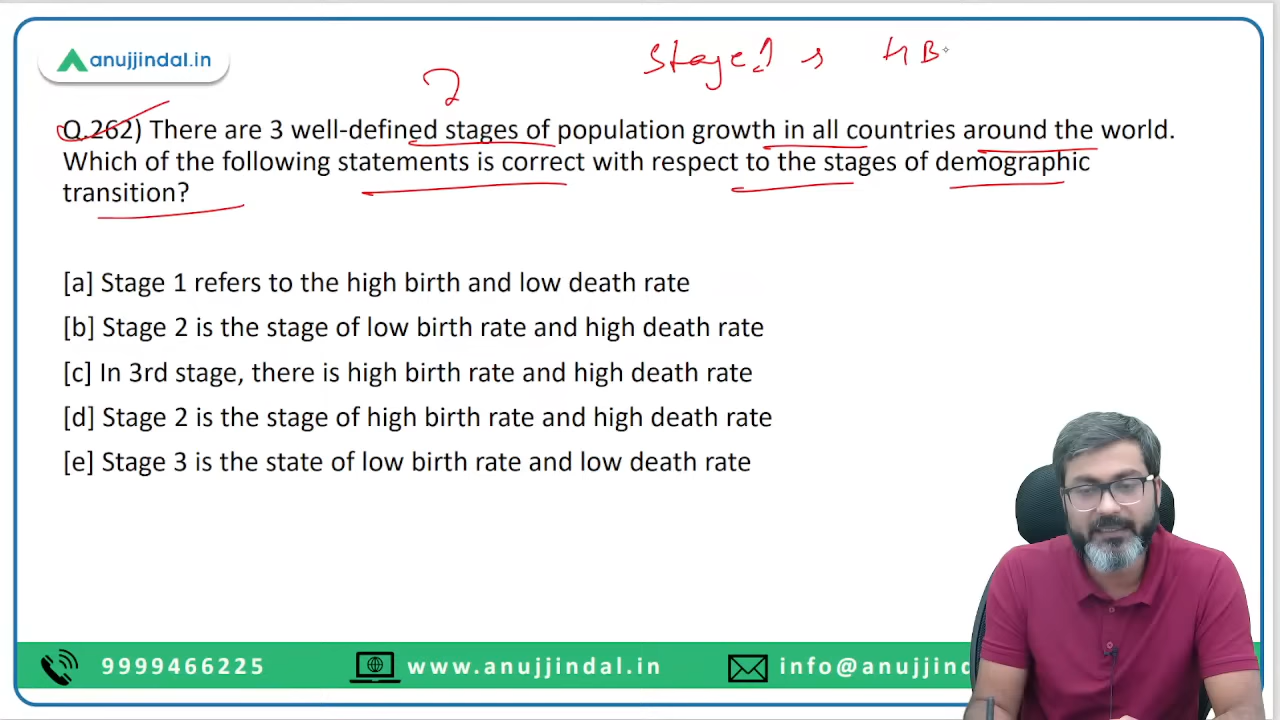 anujjindal.in
Stage 1 HB
Q.262) There are 3 well-defined stages of population growth in all countries around the world.
Which of the following statements is correct with respect to the stages of demographic
transition?
[a] Stage 1 refers to the high birth and low death rate
[b] Stage 2 is the stage of low birth rate and high death rate
[c] In 3rd stage, there is high birth rate and high death rate
[d] Stage 2 is the stage of high birth rate and high death rate
[e] Stage 3 is the state of low birth rate and low death rate
9999466225 www.anujjindal.in info@anujjind